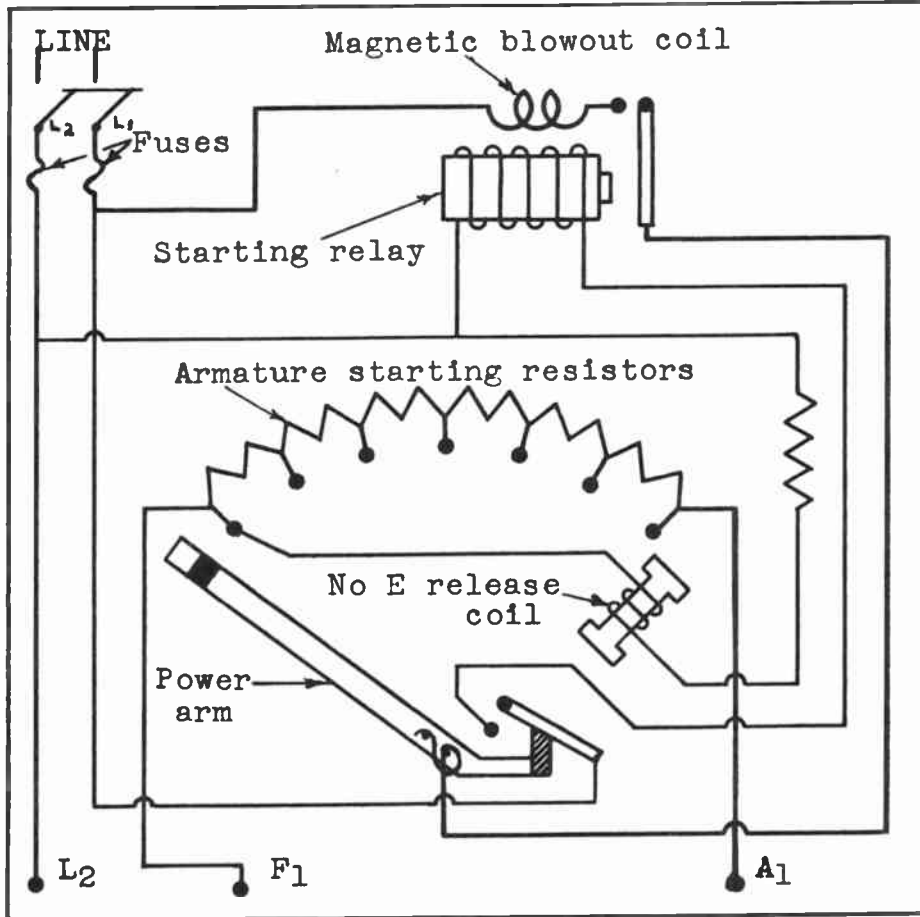 LINE
Magnetic blowout coil
L2 L1
Fuses
Starting relay
Armature starting resistors
No E release
coil
Power
arm
L2
F1
A1